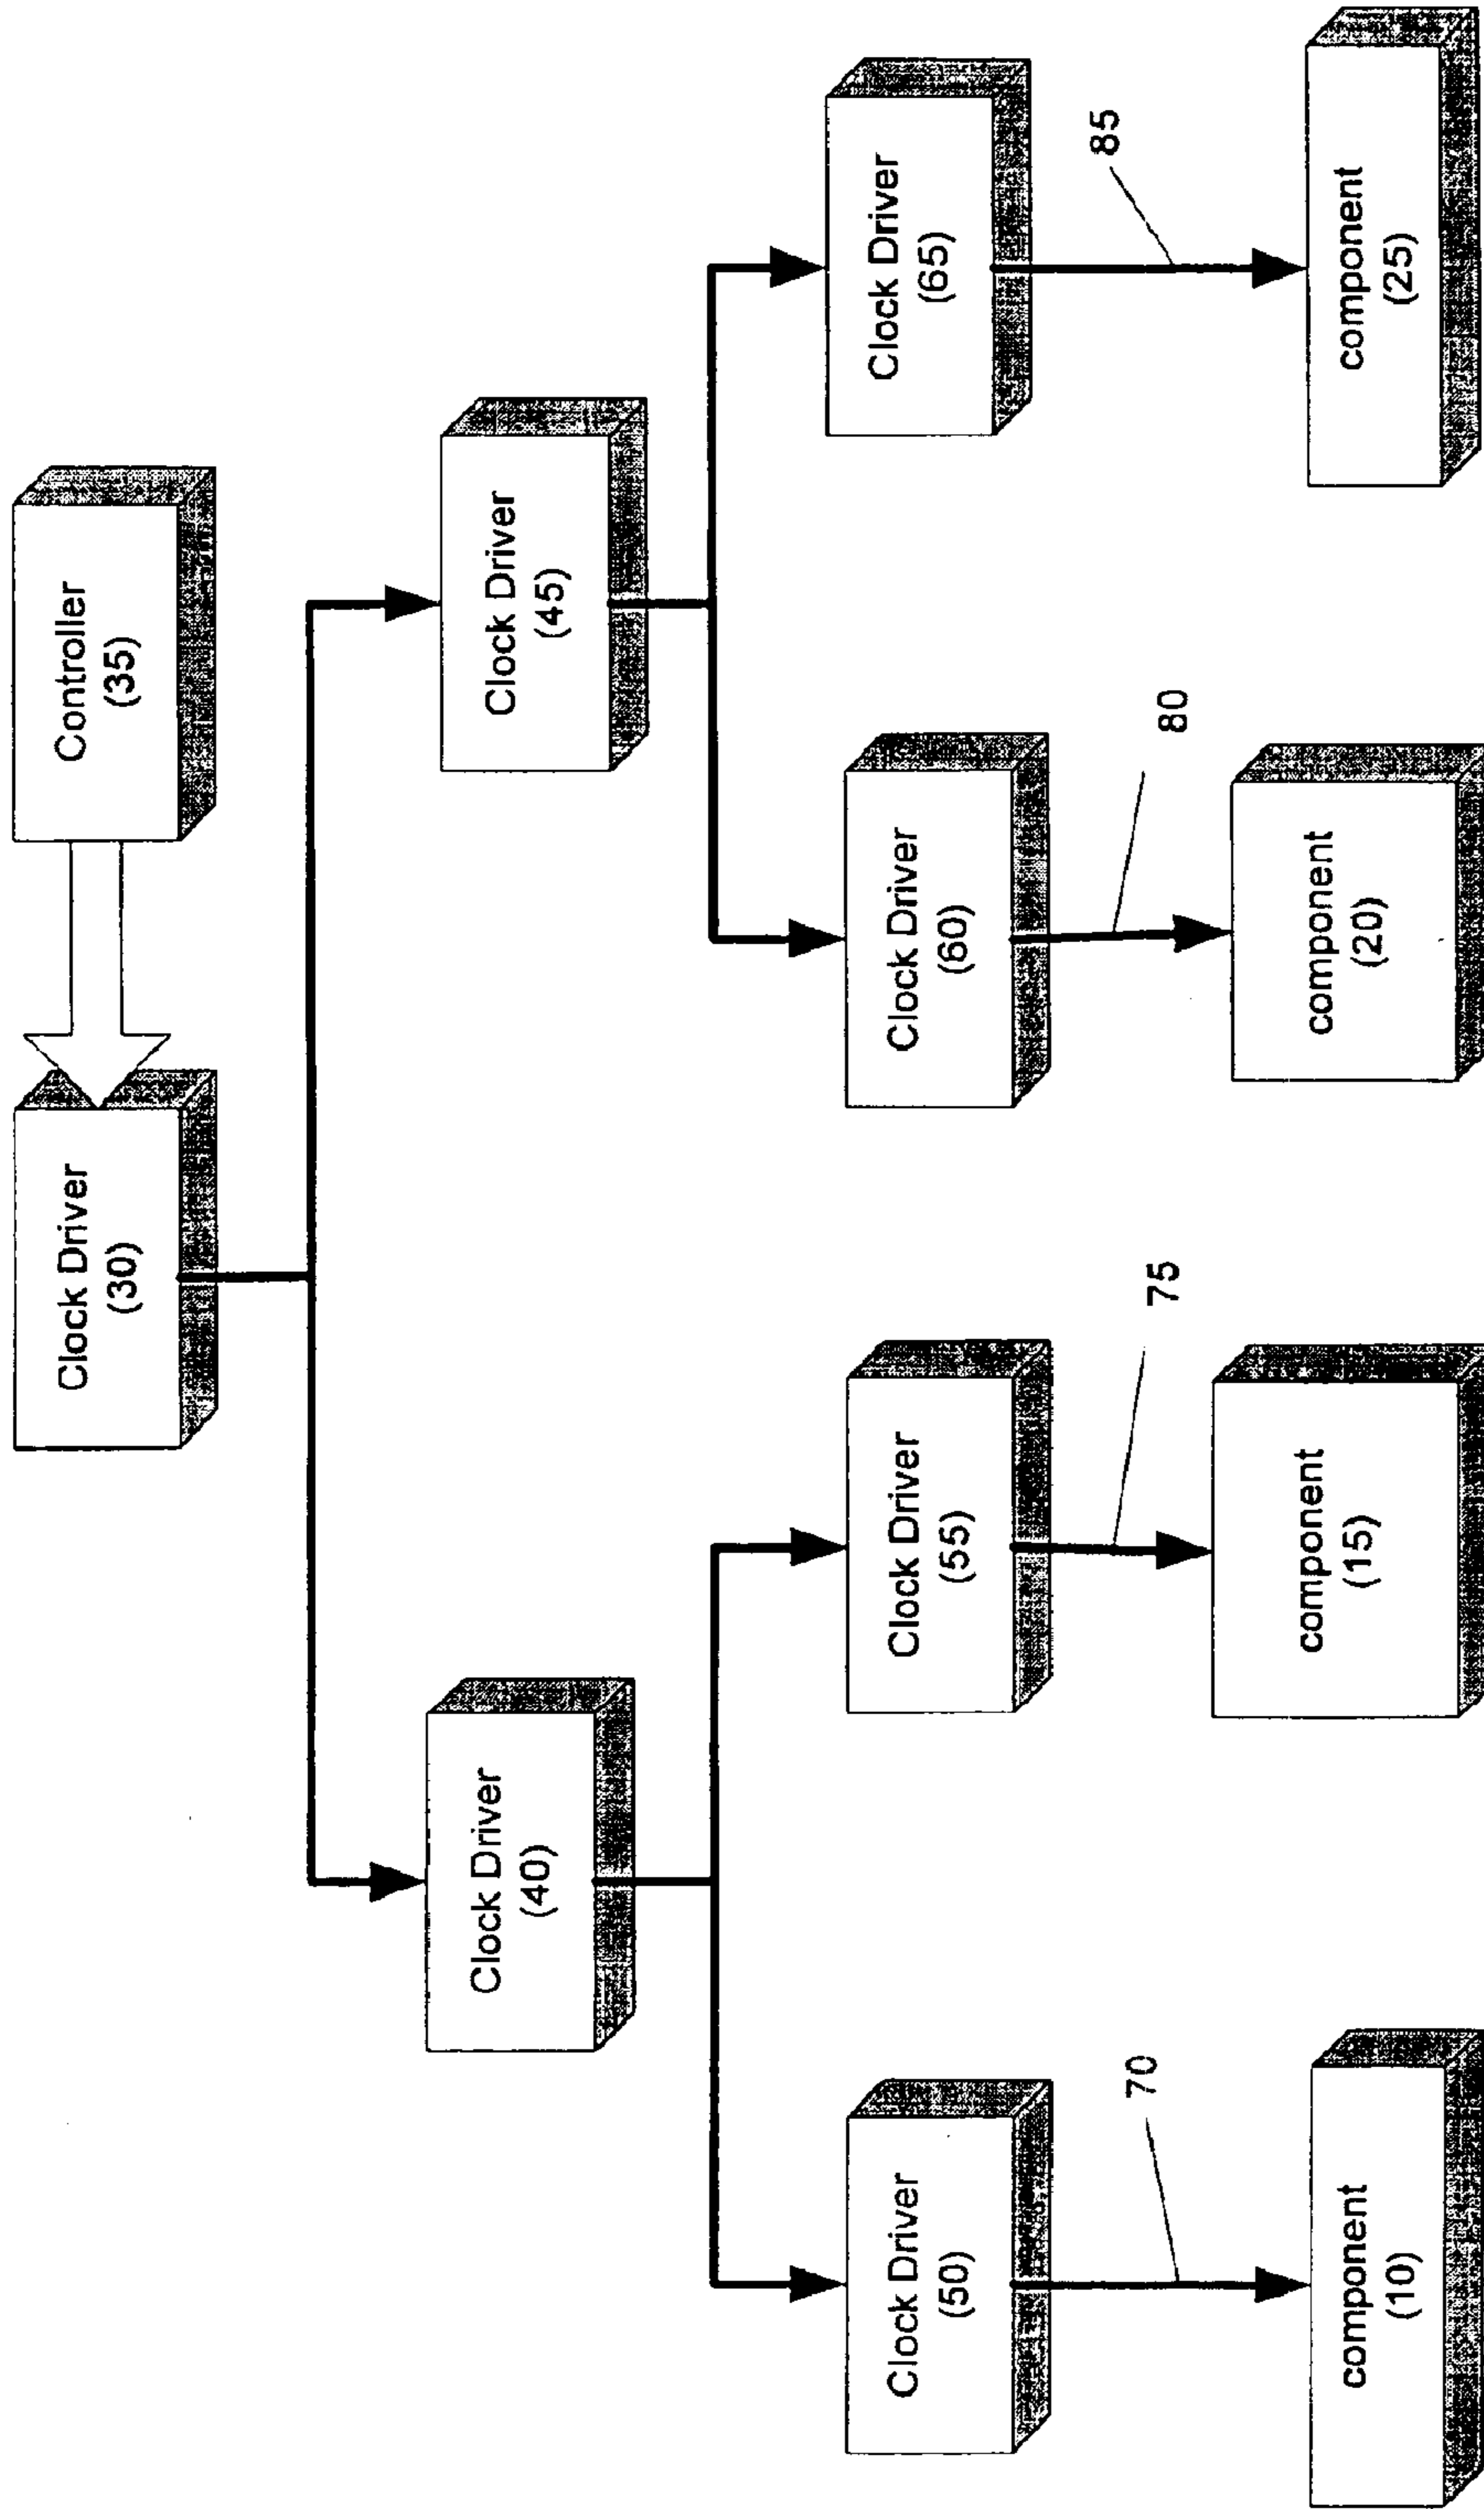 Clock Driver
(30)
Controller
(35)
Clock Driver
(40)
Clock Driver
(45)
Clock Driver
(50)
Clock Driver
(55)
Clock Driver
(60)
Clock Driver
(65)
70
75
80
85
component
(10)
component
(15)
component
(20)
component
(25)